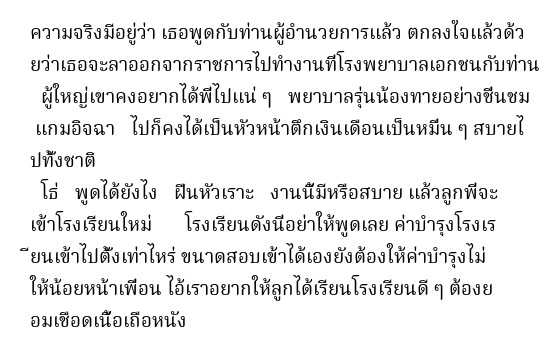 ความจริงมีอยู่ว่า เธอพูดกับท่านผู้อำนวยการแล้ว ตกลงใจแล้วด้ว
ยว่าเธอจะลาออกจากราชการไปทำงานที่โรงพยาบาลเอกชนกับท่าน
ผู้ใหญ่เขาคงอยากได้พี่ไปแน่ ๆ พยาบาลรุ่นน้องทายอย่างชื่นชม
แกมอิจฉา ไปก็คงได้เป็นหัวหน้าตึกเงินเดือนเป็นหมื่น ๆ สบายไ
ปทั้งชาติ
โธ่ พูดได้ยังไง ฝืนหัวเราะ งานนี้มีหรือสบาย แล้วลูกพี่จะ
เข้าโรงเรียนใหม่ โรงเรียนดังนี่อย่าให้พูดเลย ค่าบำรุงโรงเร
ียนเข้าไปตั้งเท่าไหร่ ขนาดสอบเข้าได้เองยังต้องให้ค่าบำรุงไม่
ให้น้อยหน้าเพื่อน ไอ้เราอยากให้ลูกได้เรียนโรงเรียนดี ๆ ต้องย
อมเชือดเนื้อเถือหนัง